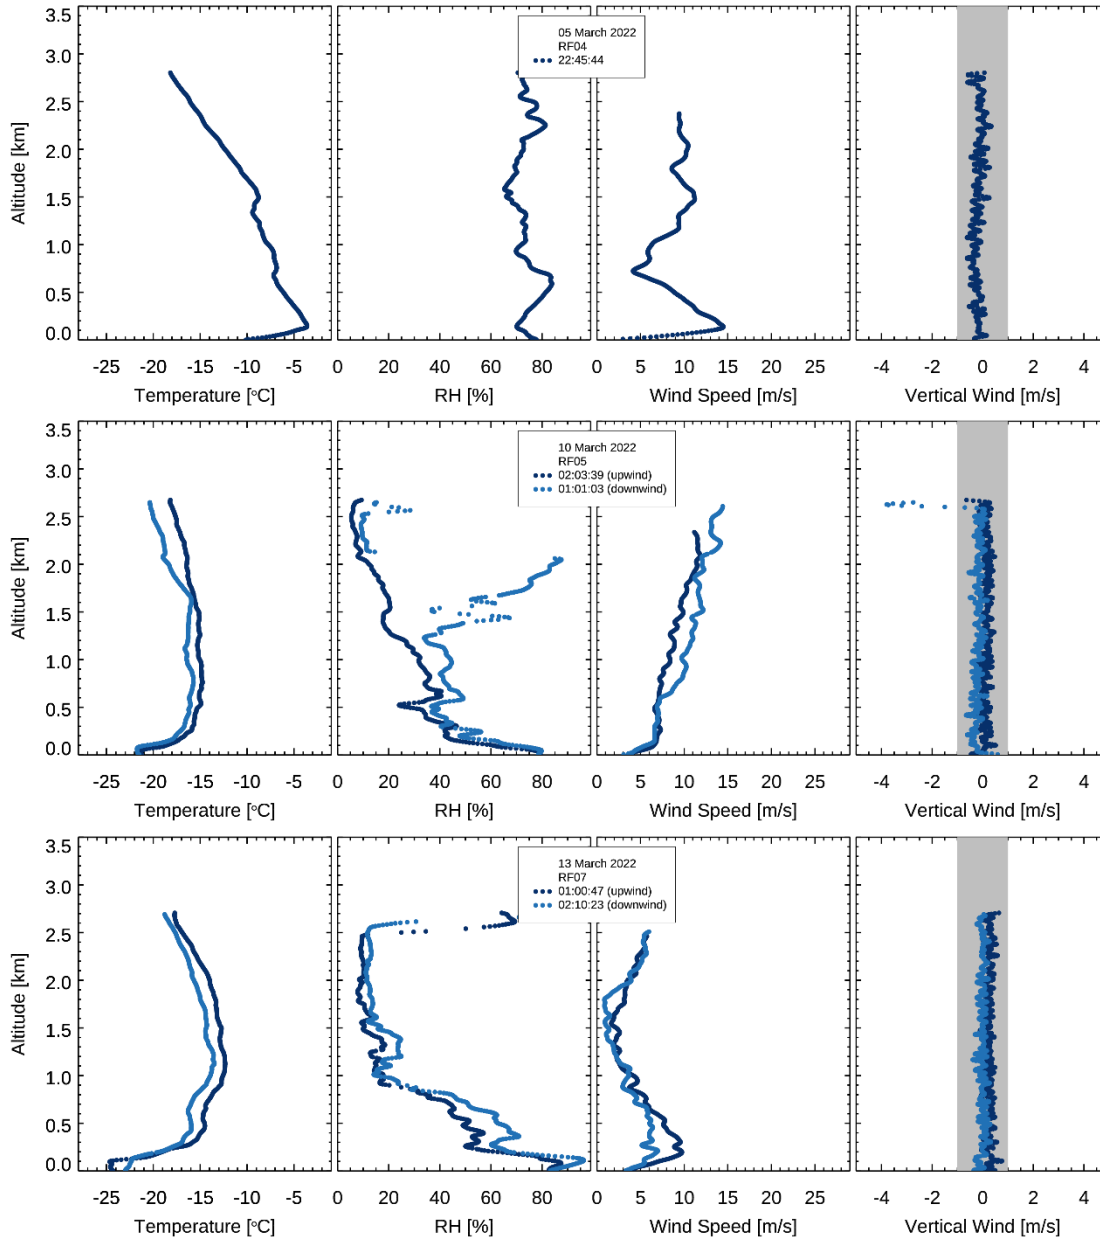 3.5
3.0
2.5
2.0
1.5
1.0
0.5
0.0
Altitude [km]
05 March 2022
RF04
22:45:44
-25 -20 -15 -10 -5
0 20 40 60 80
0 5 10 15 20 25
-4 -2 0 2 4
Temperature [°C]
RH [%]
Wind Speed [m/s]
Vertical Wind [m/s]
3.5
3.0
2.5
2.0
1.5
1.0
0.5
0.0
Altitude [km]
10 March 2022
RF05
02:03:39 (upwind)
01:01:03 (downwind)
-25 -20 -15 -10 -5
0 20 40 60 80
0 5 10 15 20 25
-4 -2 0 2 4
Temperature [°C]
RH [%]
Wind Speed [m/s]
Vertical Wind [m/s]
3.5
3.0
2.5
2.0
1.5
1.0
0.5
0.0
Altitude [km]
13 March 2022
RF07
01:00:47 (upwind)
02:10:23 (downwind)
-25 -20 -15 -10 -5
0 20 40 60 80
0 5 10 15 20 25
-4 -2 0 2 4
Temperature [°C]
RH [%]
Wind Speed [m/s]
Vertical Wind [m/s]